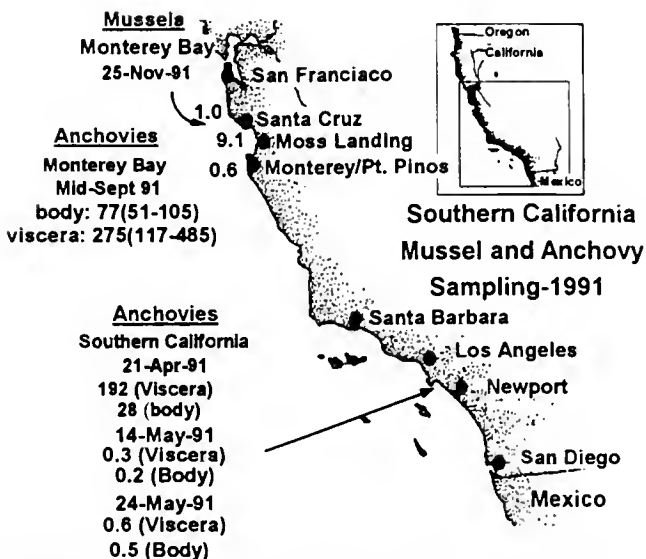 Mussels
Monterey Bay
25-Nov-91
San Franciaco
1.0
Santa Cruz
9.1
Moss Landing
0.6
Monterey/Pt. Pinos
Anchovies
Monterey Bay
Mid-Sept 91
body: 77(51-105)
viscera: 275(117-485)
Oregon
California
Mexico
Southern California
Mussel and Anchovy
Sampling-1991
Anchovies
Southern California
21-Apr-91
192 (Viscera)
28 (body)
14-May-91
0.3 (Viscera)
0.2 (Body)
24-May-91
0.6 (Viscera)
0.5 (Body)
Santa Barbara
Los Angeles
Newport
San Diego
Mexico